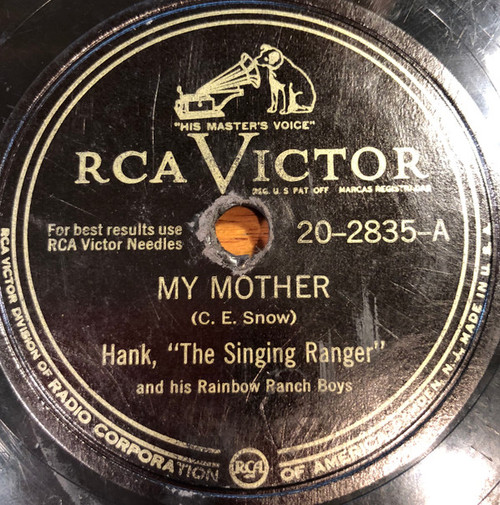 "HIS MASTER'S VOICE"
RCA VICTOR
REG. U S PAT OFF. MARCAS REGISTRADAS
For best results use
RCA Victor Needles
20-2835-A
MY MOTHER
(C. E. Snow)
Hank, "The Singing Ranger"
and his Rainbow Ranch Boys
RCA VICTOR DIVISION OF RADIO CORPORATION OF AMERICA, CAMDEN, N. J. MADE IN U.S.A.
RCA